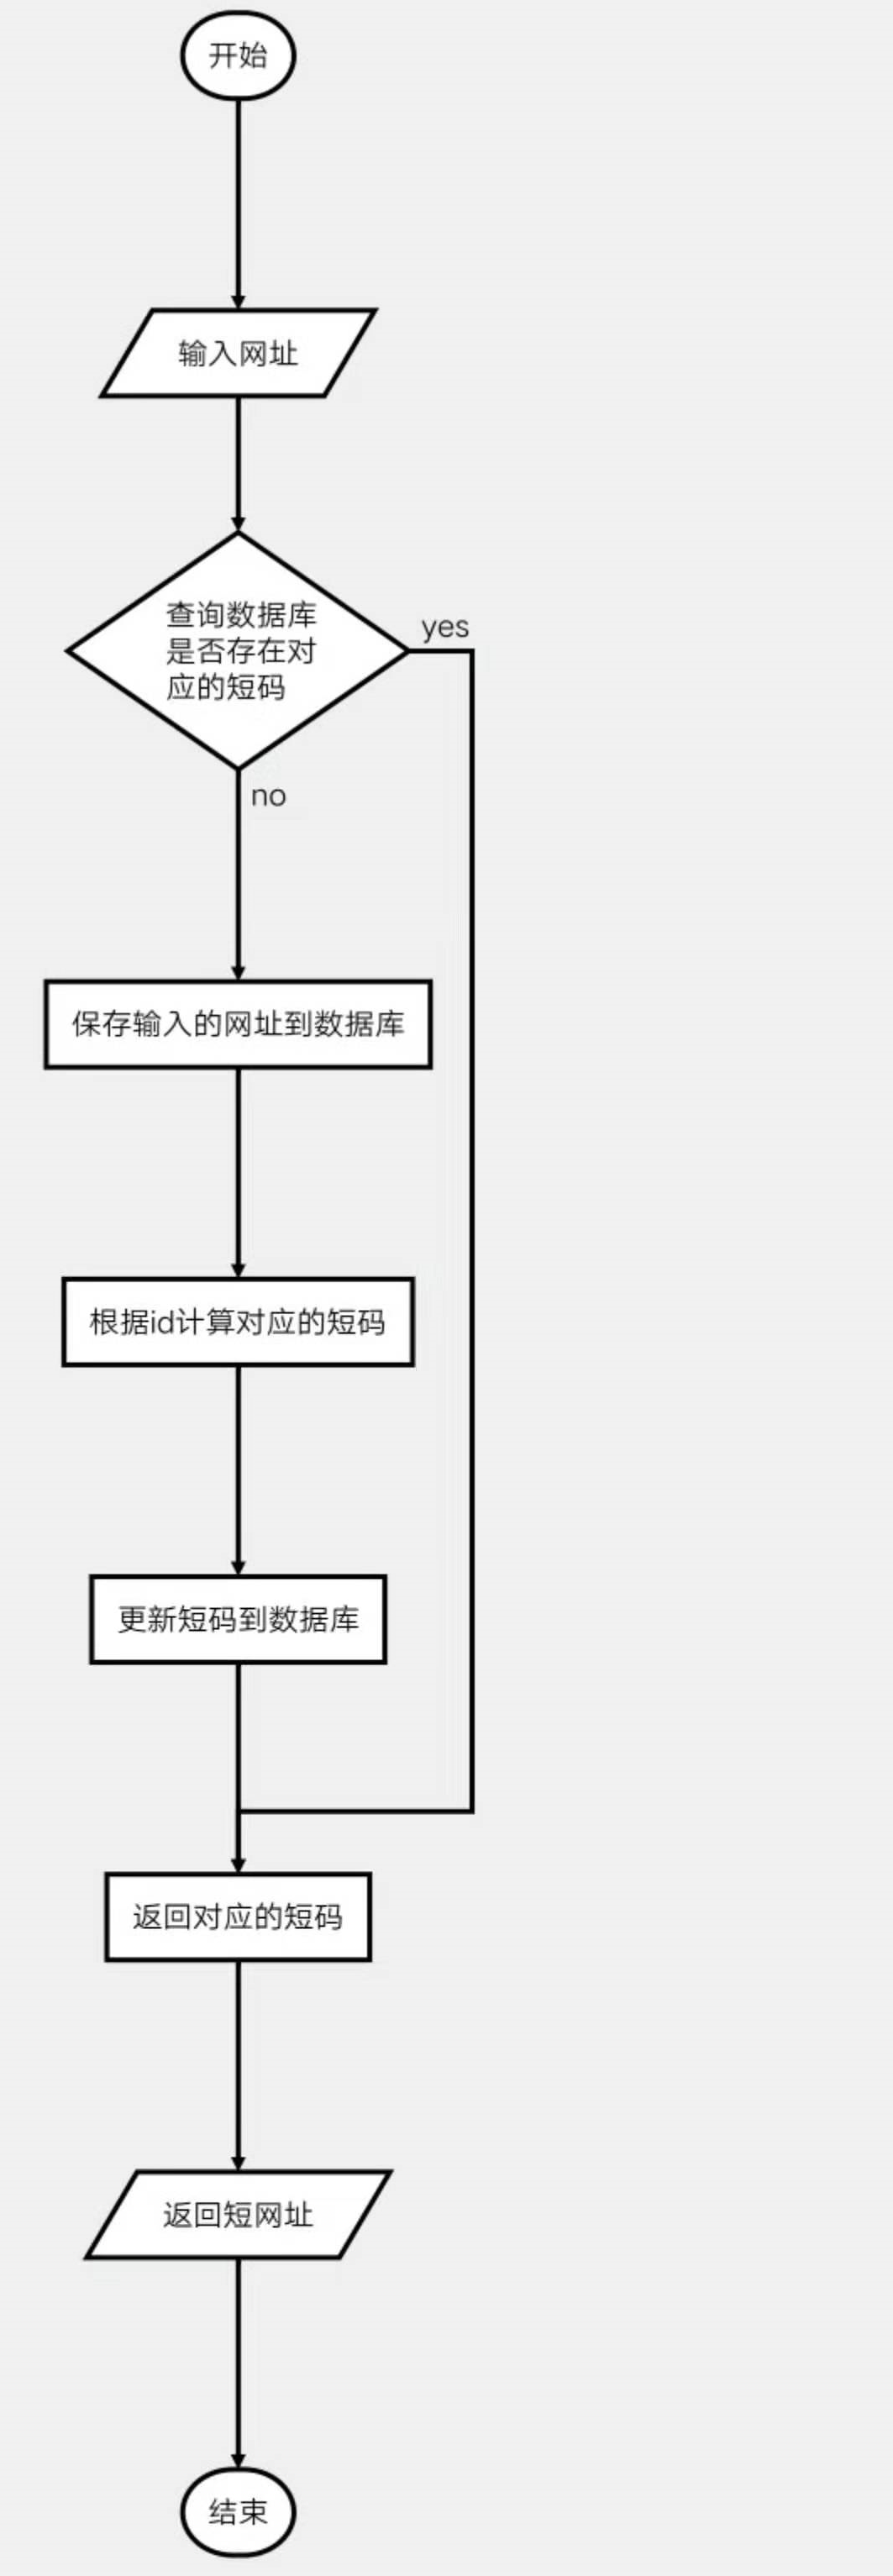 开始
输入网址
查询数据库
是否存在对
应的短码
yes
no
保存输入的网址到数据库
根据id计算对应的短码
更新短码到数据库
返回对应的短码
返回短网址
结束